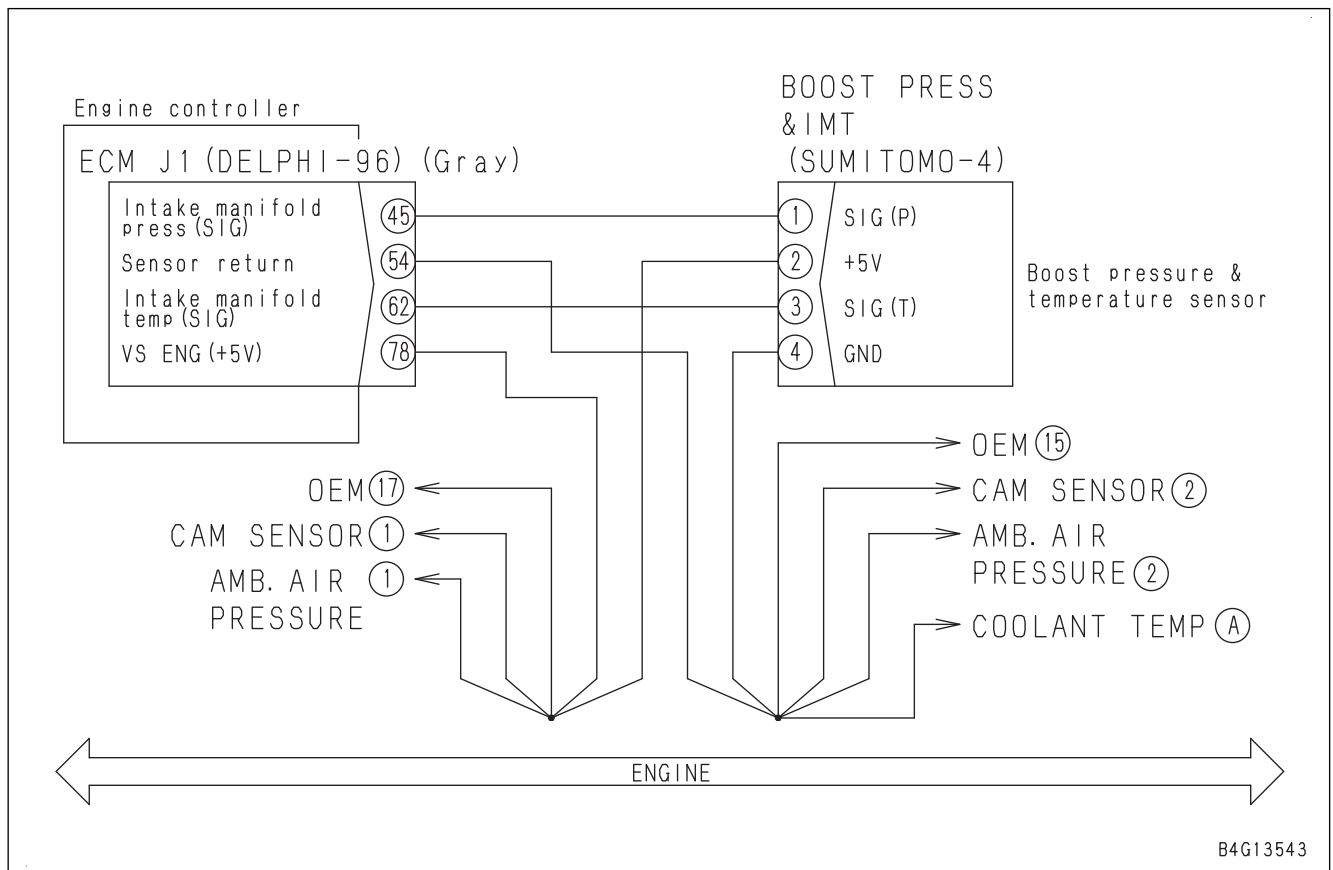 Engine controller
ECM J1(DELPHI-96)(Gray)
Intake manifold
press(SIG)
45
Sensor return
54
Intake manifold
temp(SIG)
62
VS ENG(+5V)
78
BOOST PRESS
&IMT
(SUMITOMO-4)
1 SIG(P)
2 +5V
3 SIG(T)
4 GND
Boost pressure &
temperature sensor
OEM 17
CAM SENSOR 1
AMB. AIR 1
PRESSURE
OEM 15
CAM SENSOR 2
AMB. AIR
PRESSURE 2
COOLANT TEMP A
ENGINE
B4G13543